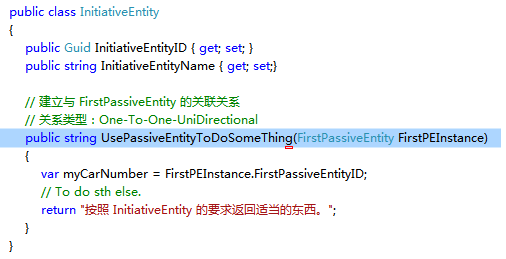 public class InitiativeEntity
{
public Guid InitiativeEntityID { get; set; }
public string InitiativeEntityName { get; set;}
// 建立与 FirstPassiveEntity 的关联关系
// 关系类型：One-To-One-UniDirectional
public string UsePassiveEntityToDoSomeThing(FirstPassiveEntity FirstPEInstance)
{
var myCarNumber = FirstPEInstance.FirstPassiveEntityID;
// To do sth else.
return "按照 InitiativeEntity 的要求返回适当的东西。";
}
}